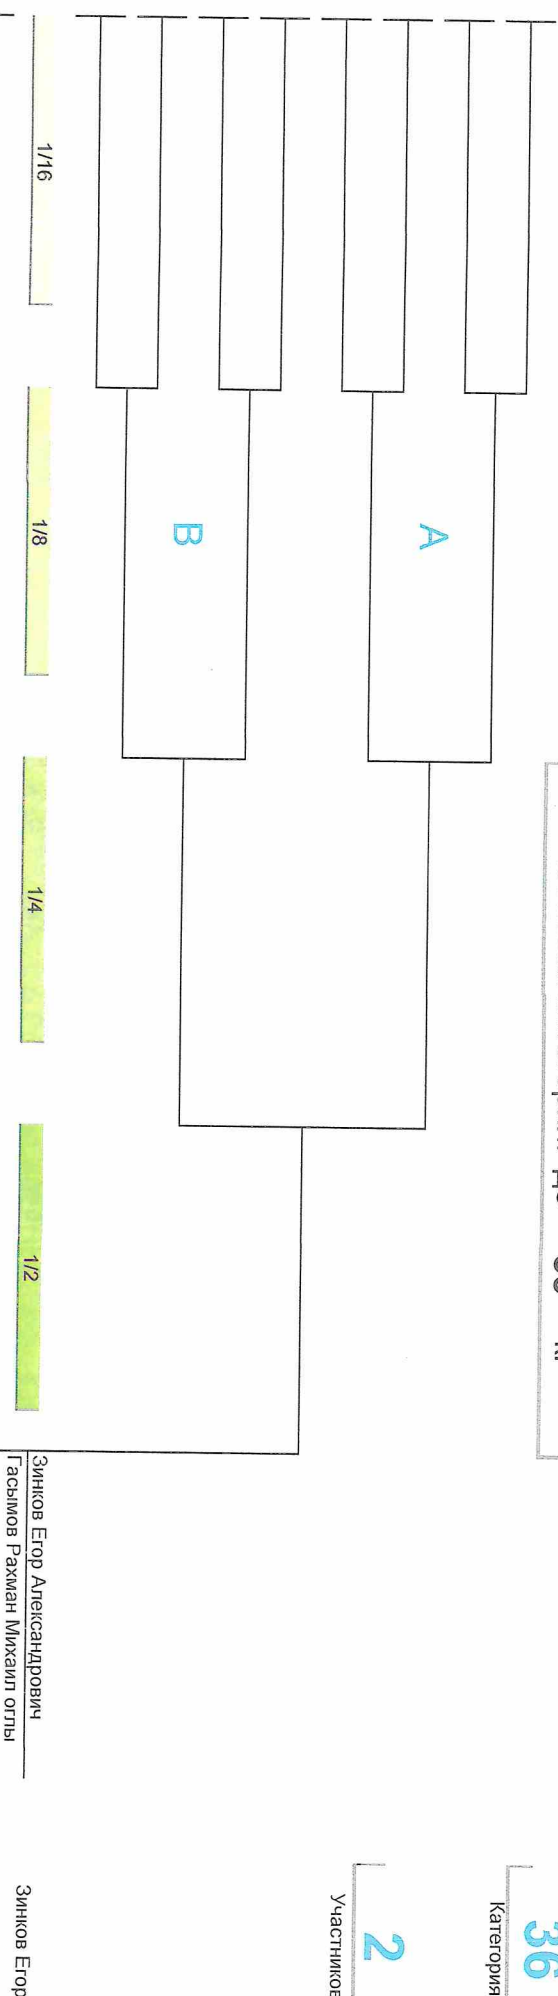 36
Категория
2
Участников
A
B
1/16
1/8
1/4
1/2
Зинков Егор Александрович
Гасымов Рахман Михаил оглы
Зинков Егор